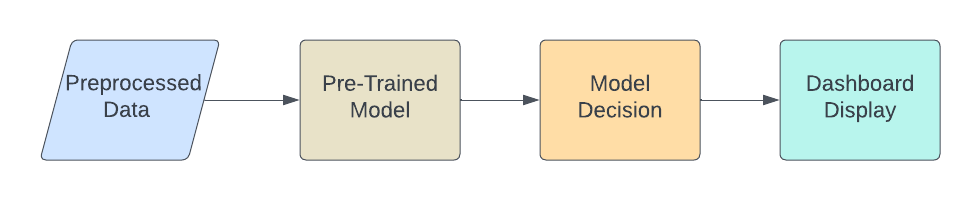 Preprocessed
Data
Pre-Trained
Model
Model
Decision
Dashboard
Display